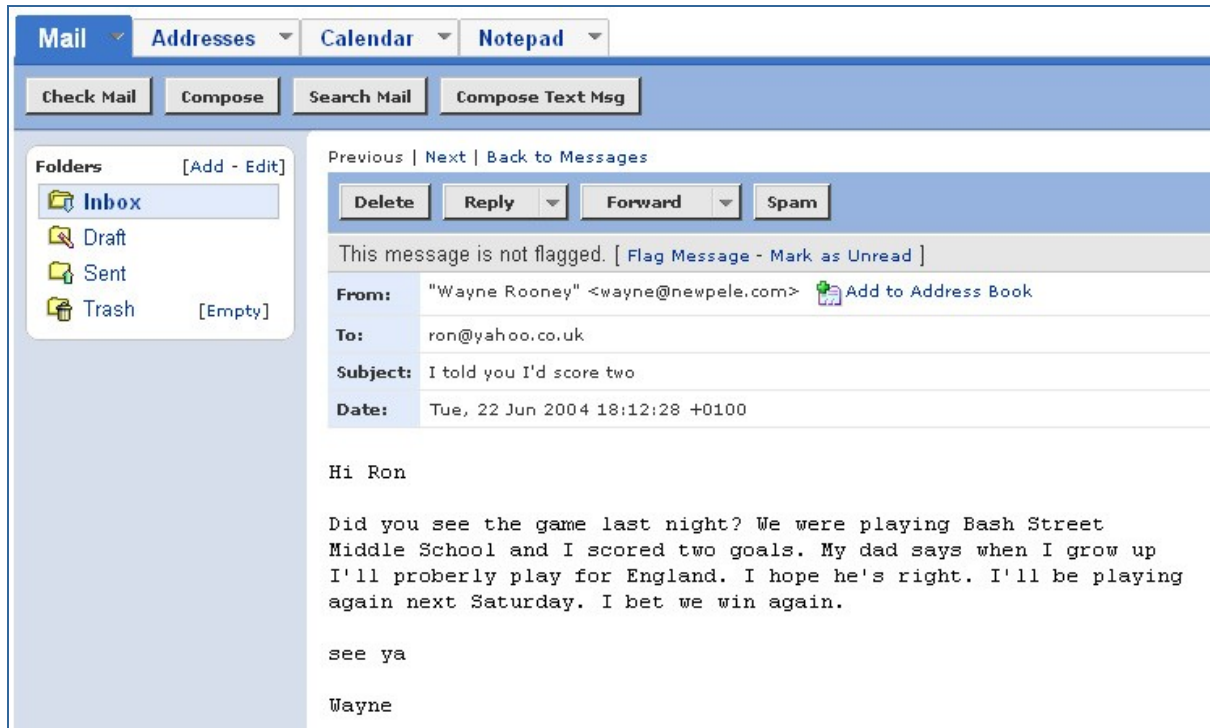 Mail Addresses Calendar Notepad
Check Mail Compose Search Mail Compose Text Msg
Folders [Add - Edit]
Inbox
Draft
Sent
Trash [Empty]
Previous | Next | Back to Messages
Delete Reply Forward Spam
This message is not flagged. [ Flag Message - Mark as Unread ]
From: "Wayne Rooney" <wayne@newpele.com> Add to Address Book
To: ron@yahoo.co.uk
Subject: I told you I'd score two
Date: Tue, 22 Jun 2004 18:12:28 +0100
Hi Ron
Did you see the game last night? We were playing Bash Street
Middle School and I scored two goals. My dad says when I grow up
I'll proberly play for England. I hope he's right. I'll be playing
again next Saturday. I bet we win again.
see ya
Wayne